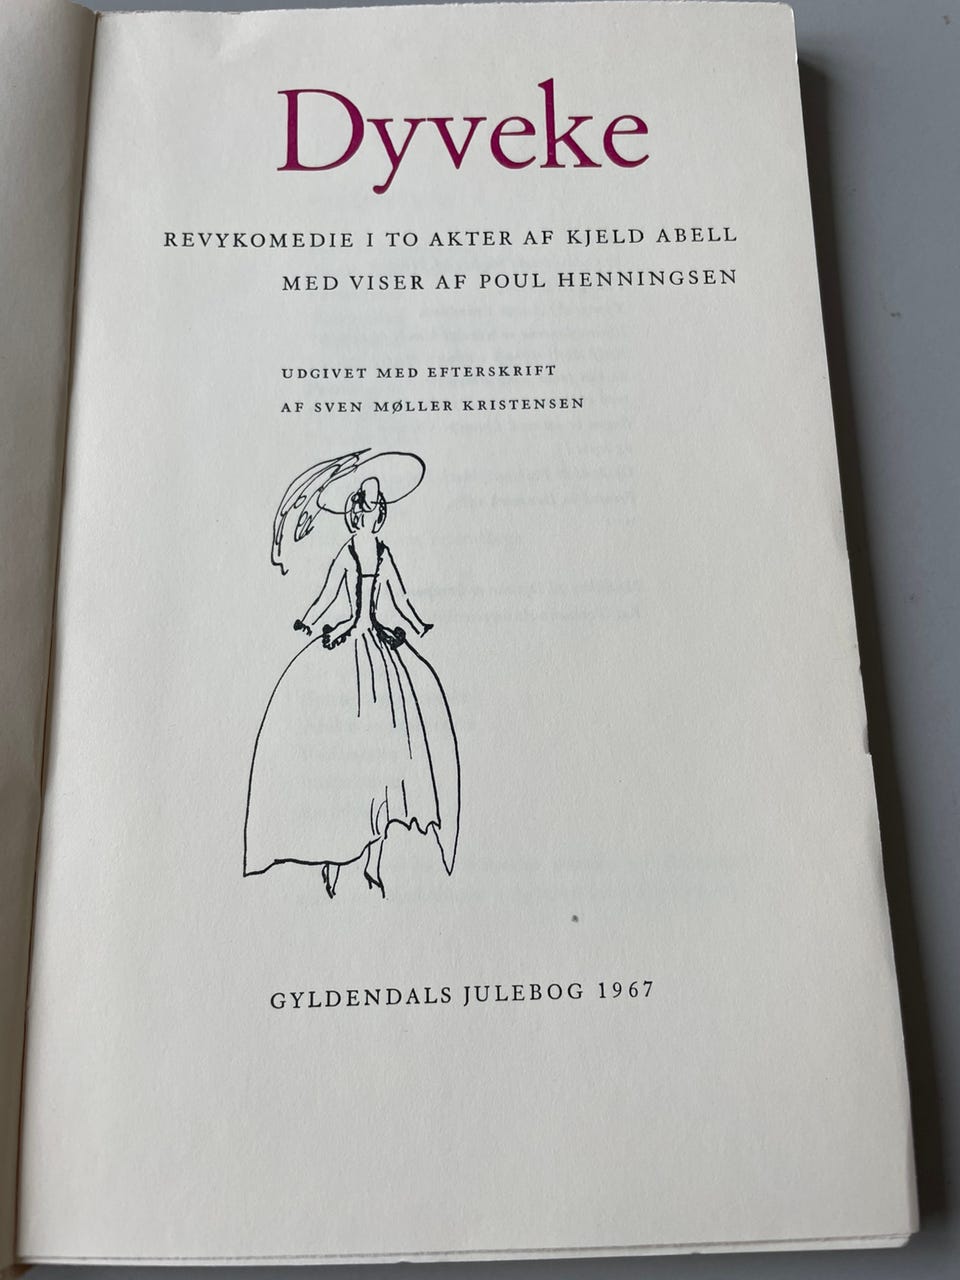 Dyveke
REVYKOMEDIE I TO AKTER AF KJELD ABELL
MED VISER AF POUL HENNINGSEN
UDGIVET MED EFTERSKRIFT
AF SVEN MØLLER KRISTENSEN
GYLDENDALS JULEBOG 1967